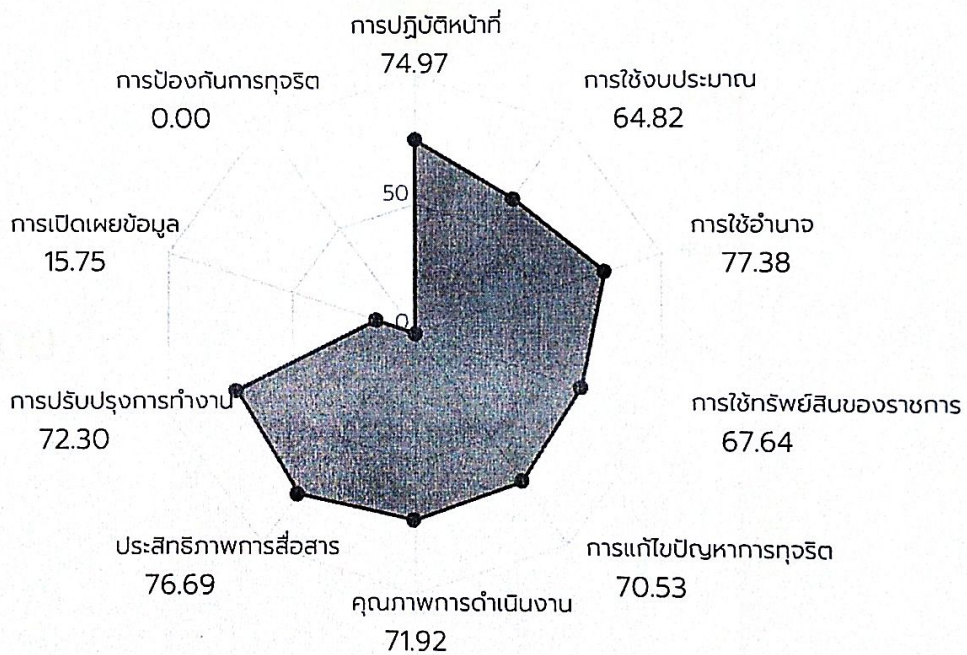 การปฏิบัติหน้าที่
74.97
การป้องกันการทุจริต
0.00
การใช้งบประมาณ
64.82
50
การเปิดเผยข้อมูล
15.75
การใช้อำนาจ
77.38
0
การปรับปรุงการทำงาน
72.30
การใช้ทรัพย์สินของราชการ
67.64
ประสิทธิภาพการสื่อสาร
76.69
การแก้ไขปัญหาการทุจริต
70.53
คุณภาพการดำเนินงาน
71.92